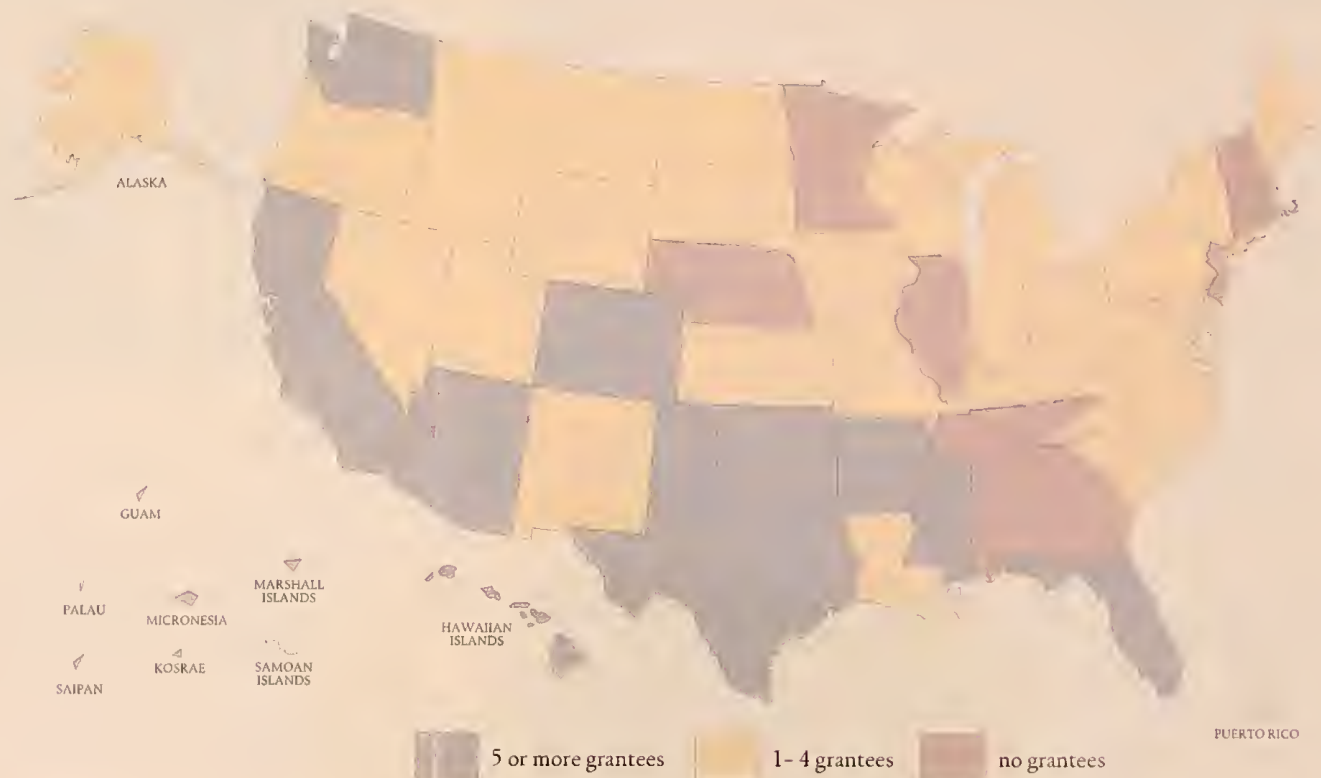 ALASKA
GUAM
MARSHALL
ISLANDS
PALAU
MICRONESIA
HAWAIIAN
ISLANDS
KOSRAE
SAMOAN
ISLANDS
SAIPAN
PUERTO RICO
5 or more grantees
1-4 grantees
no grantees